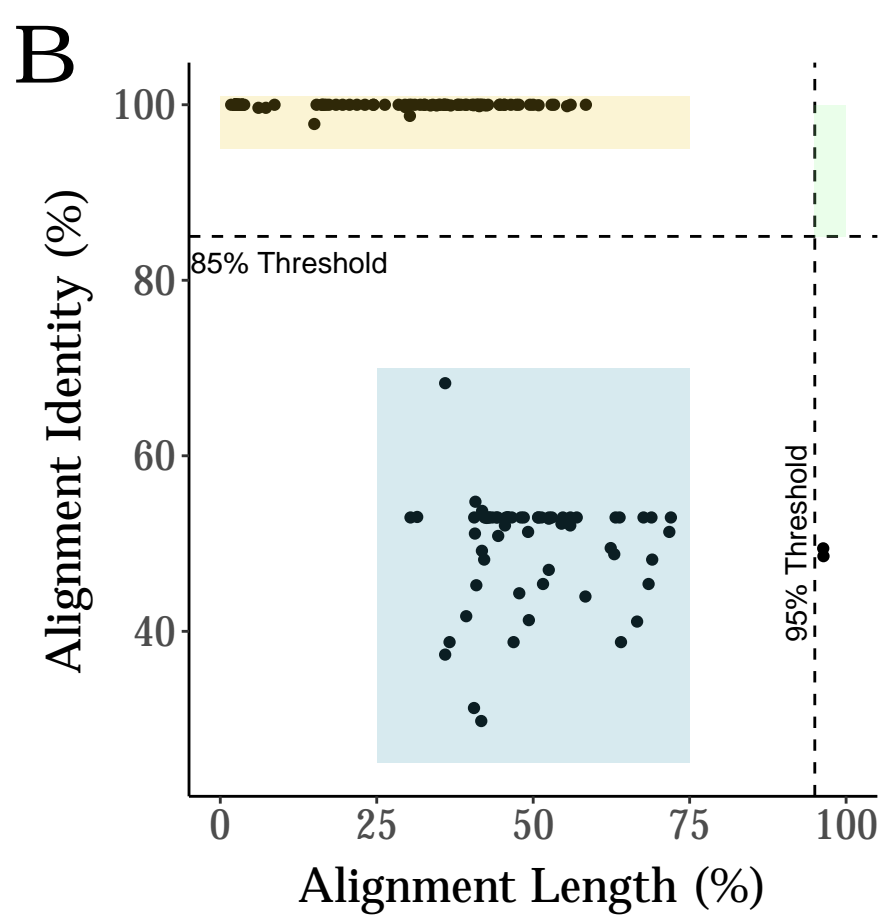 B
Alignment Identity (%)
100
80
60
40
85% Threshold
95% Threshold
0
25
50
75
100
Alignment Length (%)